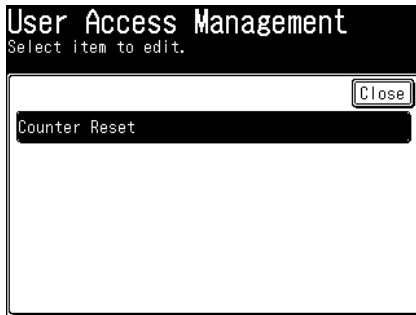 User Access Management
Select item to edit.
Close
Counter Reset